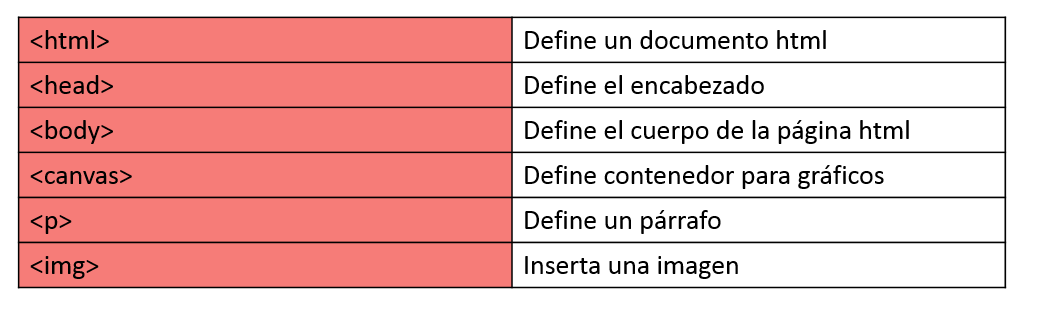 <html> Define un documento html
<head> Define el encabezado
<body> Define el cuerpo de la página html
<canvas> Define contenedor para gráficos
<p> Define un párrafo
<img> Inserta una imagen